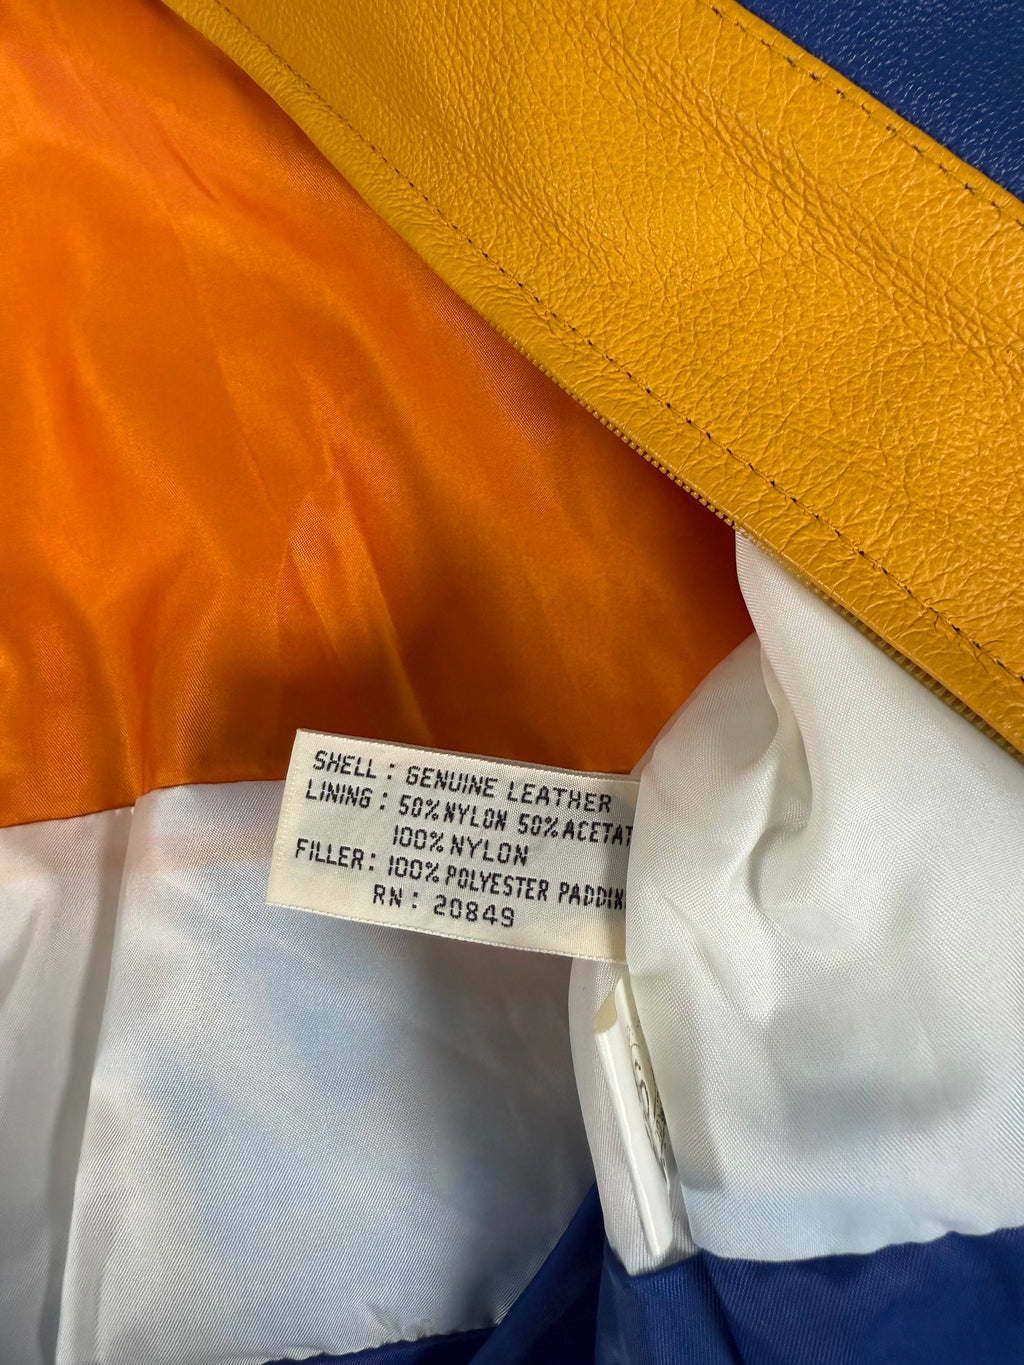 SHELL : GENUINE LEATHER
LINING : 50% NYLON 50% ACETAT
100% NYLON
FILLER : 100% POLYESTER PADDIN
RN : 20849